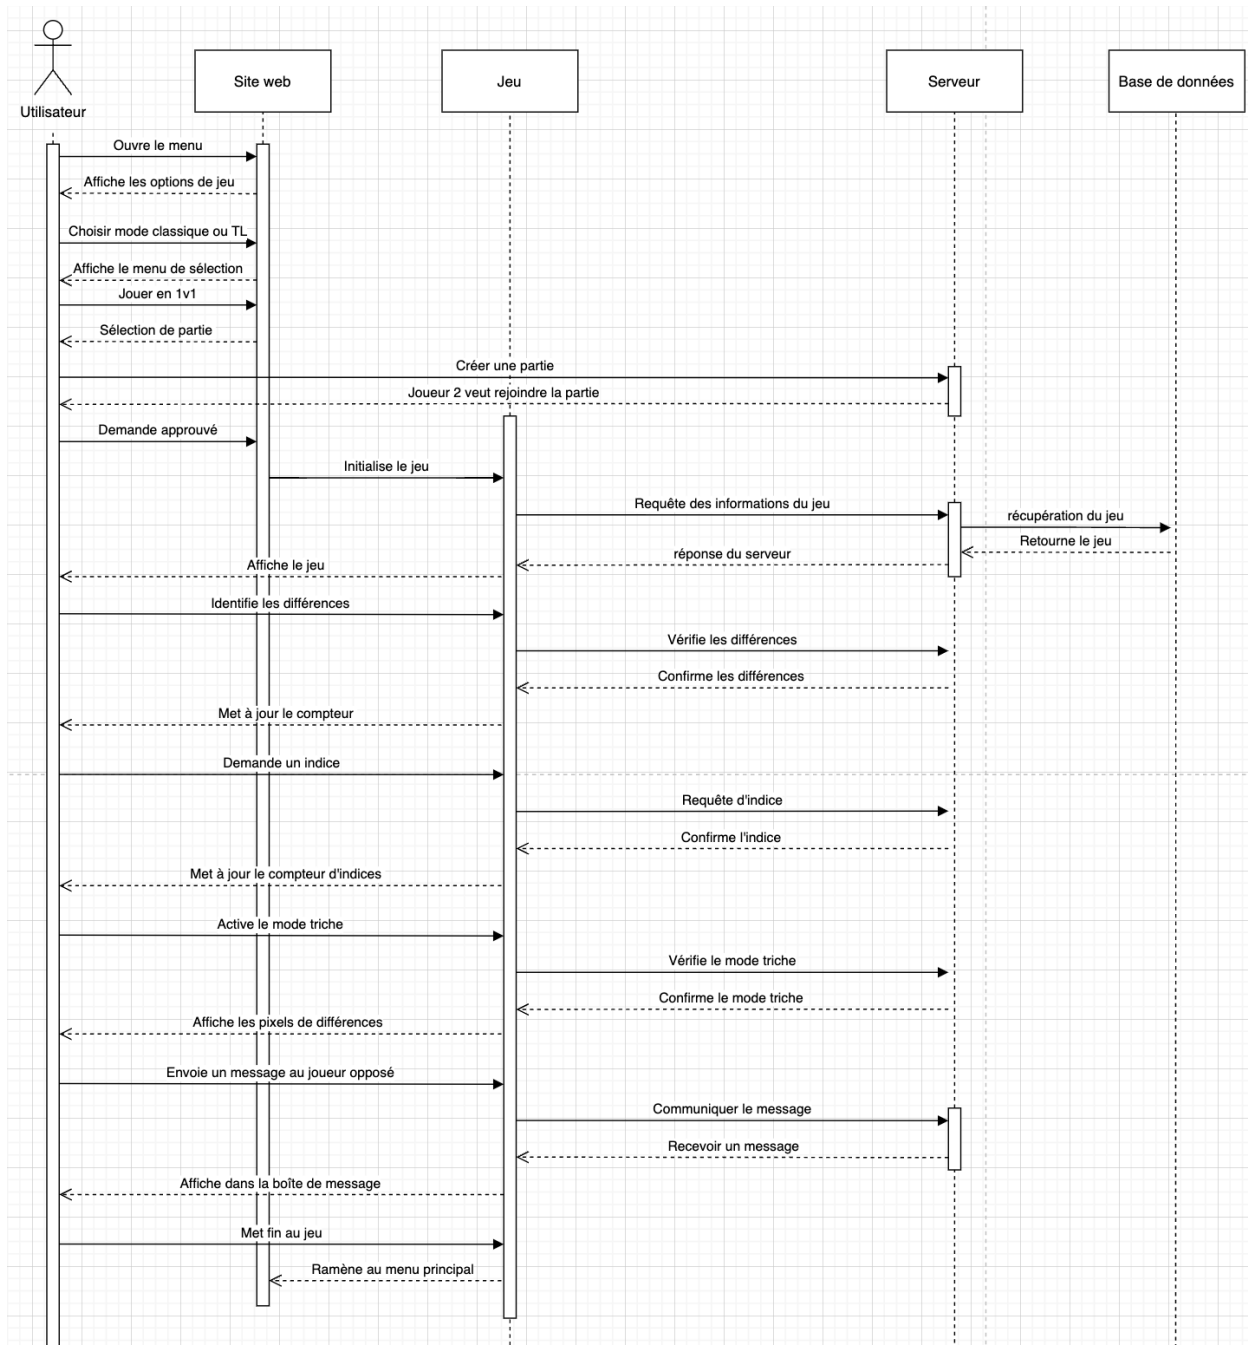 Utilisateur
Site web
Jeu
Serveur
Base de données
Ouvre le menu
Affiche les options de jeu
Choisir mode classique ou TL
Affiche le menu de sélection
Jouer en 1v1
Sélection de partie
Créer une partie
Joueur 2 veut rejoindre la partie
Demande approuvé
Initialise le jeu
Requête des informations du jeu
récupération du jeu
Retourne le jeu
réponse du serveur
Affiche le jeu
Identifie les différences
Vérifie les différences
Confirme les différences
Met à jour le compteur
Demande un indice
Requête d'indice
Confirme l'indice
Met à jour le compteur d'indices
Active le mode triche
Vérifie le mode triche
Confirme le mode triche
Affiche les pixels de différences
Envoie un message au joueur opposé
Communiquer le message
Recevoir un message
Affiche dans la boîte de message
Met fin au jeu
Ramène au menu principal